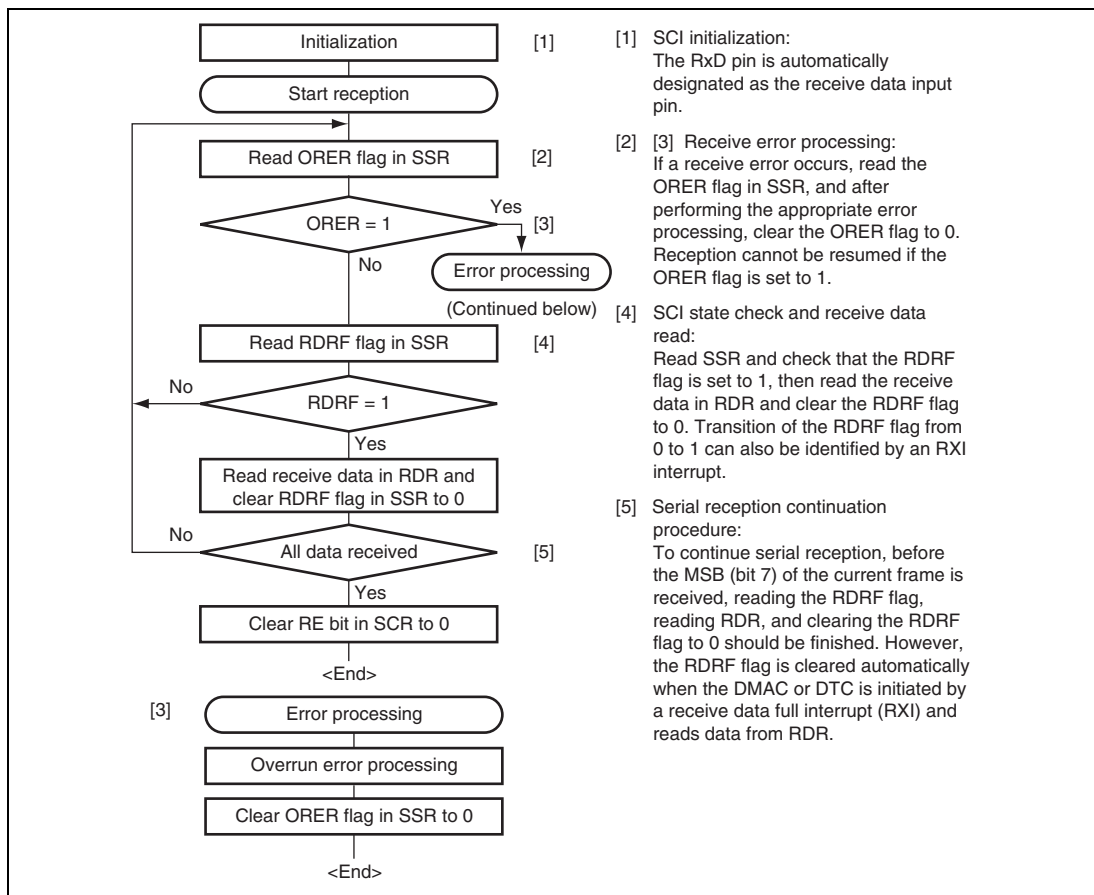 Initialization
[1]
Start reception
Read ORER flag in SSR
[2]
ORER = 1
Yes
[3]
No
Error processing
(Continued below)
Read RDRF flag in SSR
[4]
No
RDRF = 1
Yes
Read receive data in RDR and
clear RDRF flag in SSR to 0
No
All data received
[5]
Yes
Clear RE bit in SCR to 0
<End>
[3]
Error processing
Overrun error processing
Clear ORER flag in SSR to 0
<End>
[1] SCI initialization:
The RxD pin is automatically
designated as the receive data input
pin.
[2] [3] Receive error processing:
If a receive error occurs, read the
ORER flag in SSR, and after
performing the appropriate error
processing, clear the ORER flag to 0.
Reception cannot be resumed if the
ORER flag is set to 1.
[4] SCI state check and receive data
read:
Read SSR and check that the RDRF
flag is set to 1, then read the receive
data in RDR and clear the RDRF flag
to 0. Transition of the RDRF flag from
0 to 1 can also be identified by an RXI
interrupt.
[5] Serial reception continuation
procedure:
To continue serial reception, before
the MSB (bit 7) of the current frame is
received, reading the RDRF flag,
reading RDR, and clearing the RDRF
flag to 0 should be finished. However,
the RDRF flag is cleared automatically
when the DMAC or DTC is initiated by
a receive data full interrupt (RXI) and
reads data from RDR.